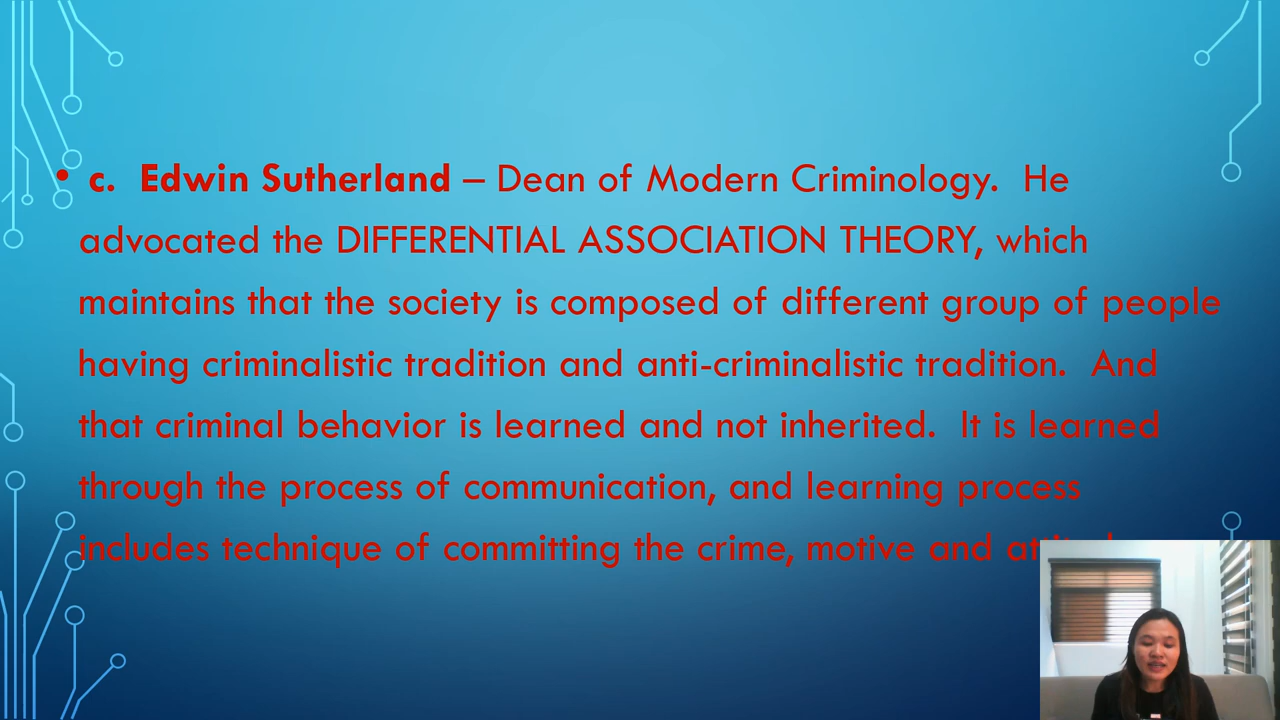 • c. Edwin Sutherland – Dean of Modern Criminology. He
advocated the DIFFERENTIAL ASSOCIATION THEORY, which
maintains that the society is composed of different group of people
having criminalistic tradition and anti-criminalistic tradition. And
that criminal behavior is learned and not inherited. It is learned
through the process of communication, and learning process
includes technique of committing the crime, motive and